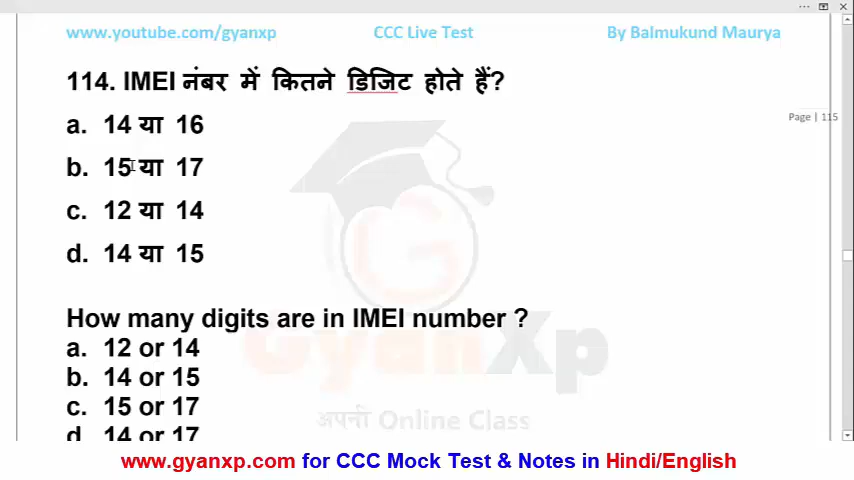 www.youtube.com/gyanxp CCC Live Test By Balmukund Maurya
114. IMEI नंबर में कितने डिजिट होते हैं?
Page | 115
a. 14 या 16
b. 15 या 17
c. 12 या 14
d. 14 या 15
How many digits are in IMEI number ?
a. 12 or 14
b. 14 or 15
c. 15 or 17
d. 14 or 17
GyanXp
अपनी Online Class
www.gyanxp.com for CCC Mock Test & Notes in Hindi/English